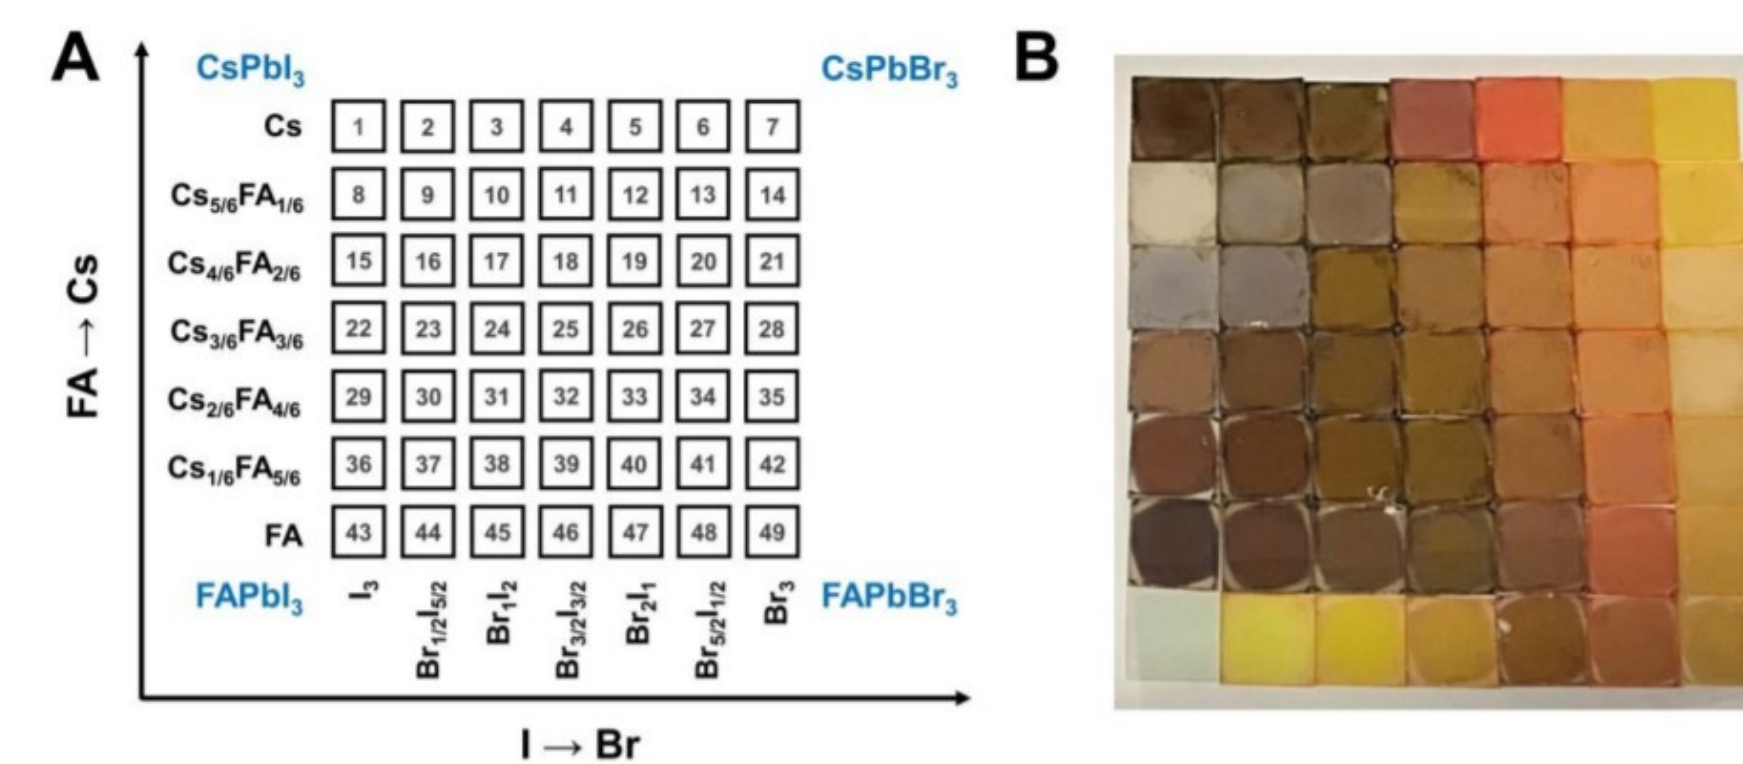 A
B
CsPbI₃
CsPbBr₃
Cs 1 2 3 4 5 6 7
Cs₅/₆FA₁/₆ 8 9 10 11 12 13 14
Cs₄/₆FA₂/₆ 15 16 17 18 19 20 21
Cs₃/₆FA₃/₆ 22 23 24 25 26 27 28
Cs₂/₆FA₄/₆ 29 30 31 32 33 34 35
Cs₁/₆FA₅/₆ 36 37 38 39 40 41 42
FA 43 44 45 46 47 48 49
FA → Cs
FAPbI₃
I₃
Br₁/₂I₅/₂
Br₁I₂
Br₃/₂I₃/₂
Br₂I₁
Br₅/₂I₁/₂
Br₃
FAPbBr₃
I → Br